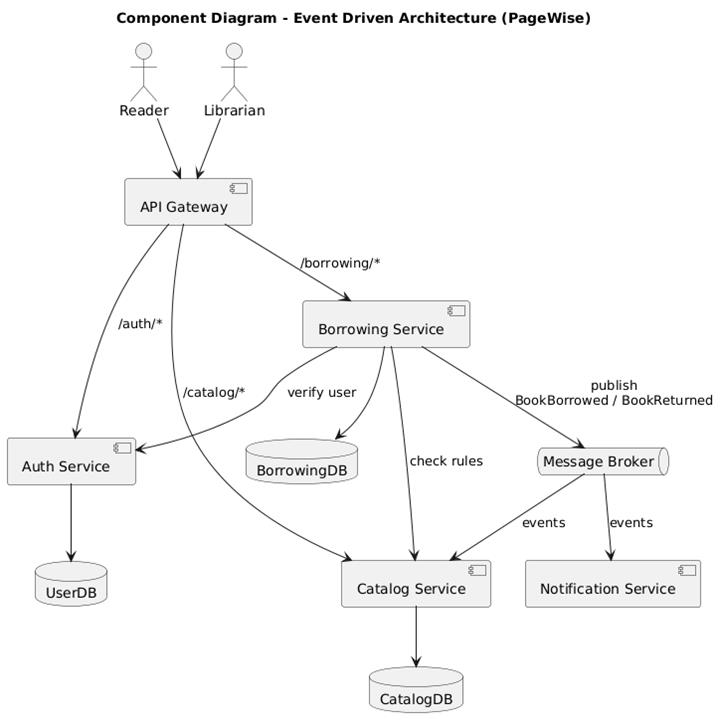 Component Diagram - Event Driven Architecture (PageWise)
Reader
Librarian
API Gateway
/borrowing/*
Borrowing Service
/auth/*
/catalog/*
verify user
publish
BookBorrowed / BookReturned
Auth Service
BorrowingDB
check rules
Message Broker
events
events
UserDB
Catalog Service
Notification Service
CatalogDB